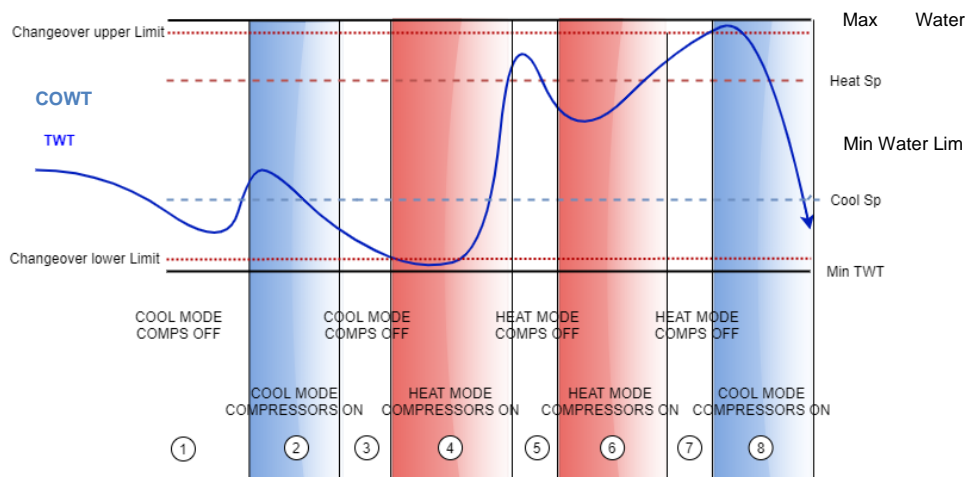 Max Water
Changeover upper Limit
Heat Sp
COWT
TWT
Min Water Lim
Cool Sp
Changeover lower Limit
Min TWT
COOL MODE
COMPS OFF
COOL MODE
COMPS OFF
HEAT MODE
COMPS OFF
HEAT MODE
COMPS OFF
COOL MODE
COMPRESSORS ON
HEAT MODE
COMPRESSORS ON
HEAT MODE
COMPRESSORS ON
COOL MODE
COMPRESSORS ON
1
2
3
4
5
6
7
8